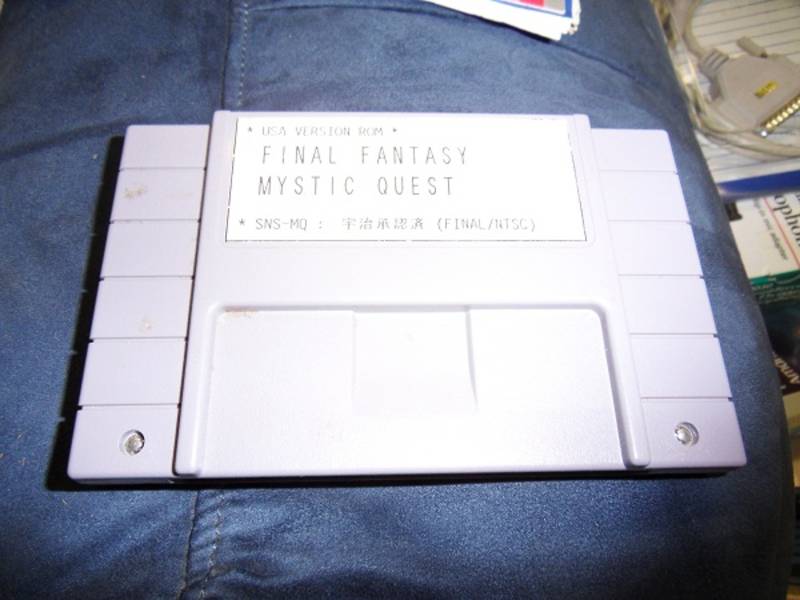 * USA VERSION ROM *
FINAL FANTASY
MYSTIC QUEST
* SNS-MQ : 宇治承認済 (FINAL/NTSC)